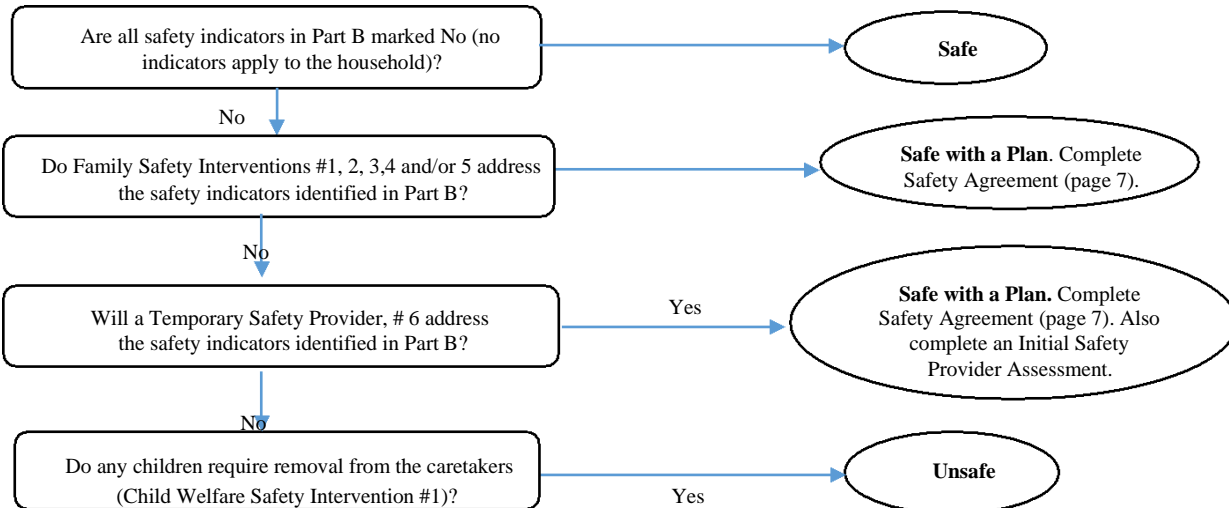 Are all safety indicators in Part B marked No (no
indicators apply to the household)?
Safe
No
Do Family Safety Interventions #1, 2, 3,4 and/or 5 address
the safety indicators identified in Part B?
Safe with a Plan. Complete
Safety Agreement (page 7).
No
Will a Temporary Safety Provider, # 6 address
the safety indicators identified in Part B?
Yes
Safe with a Plan. Complete
Safety Agreement (page 7). Also
complete an Initial Safety
Provider Assessment.
No
Do any children require removal from the caretakers
(Child Welfare Safety Intervention #1)?
Yes
Unsafe